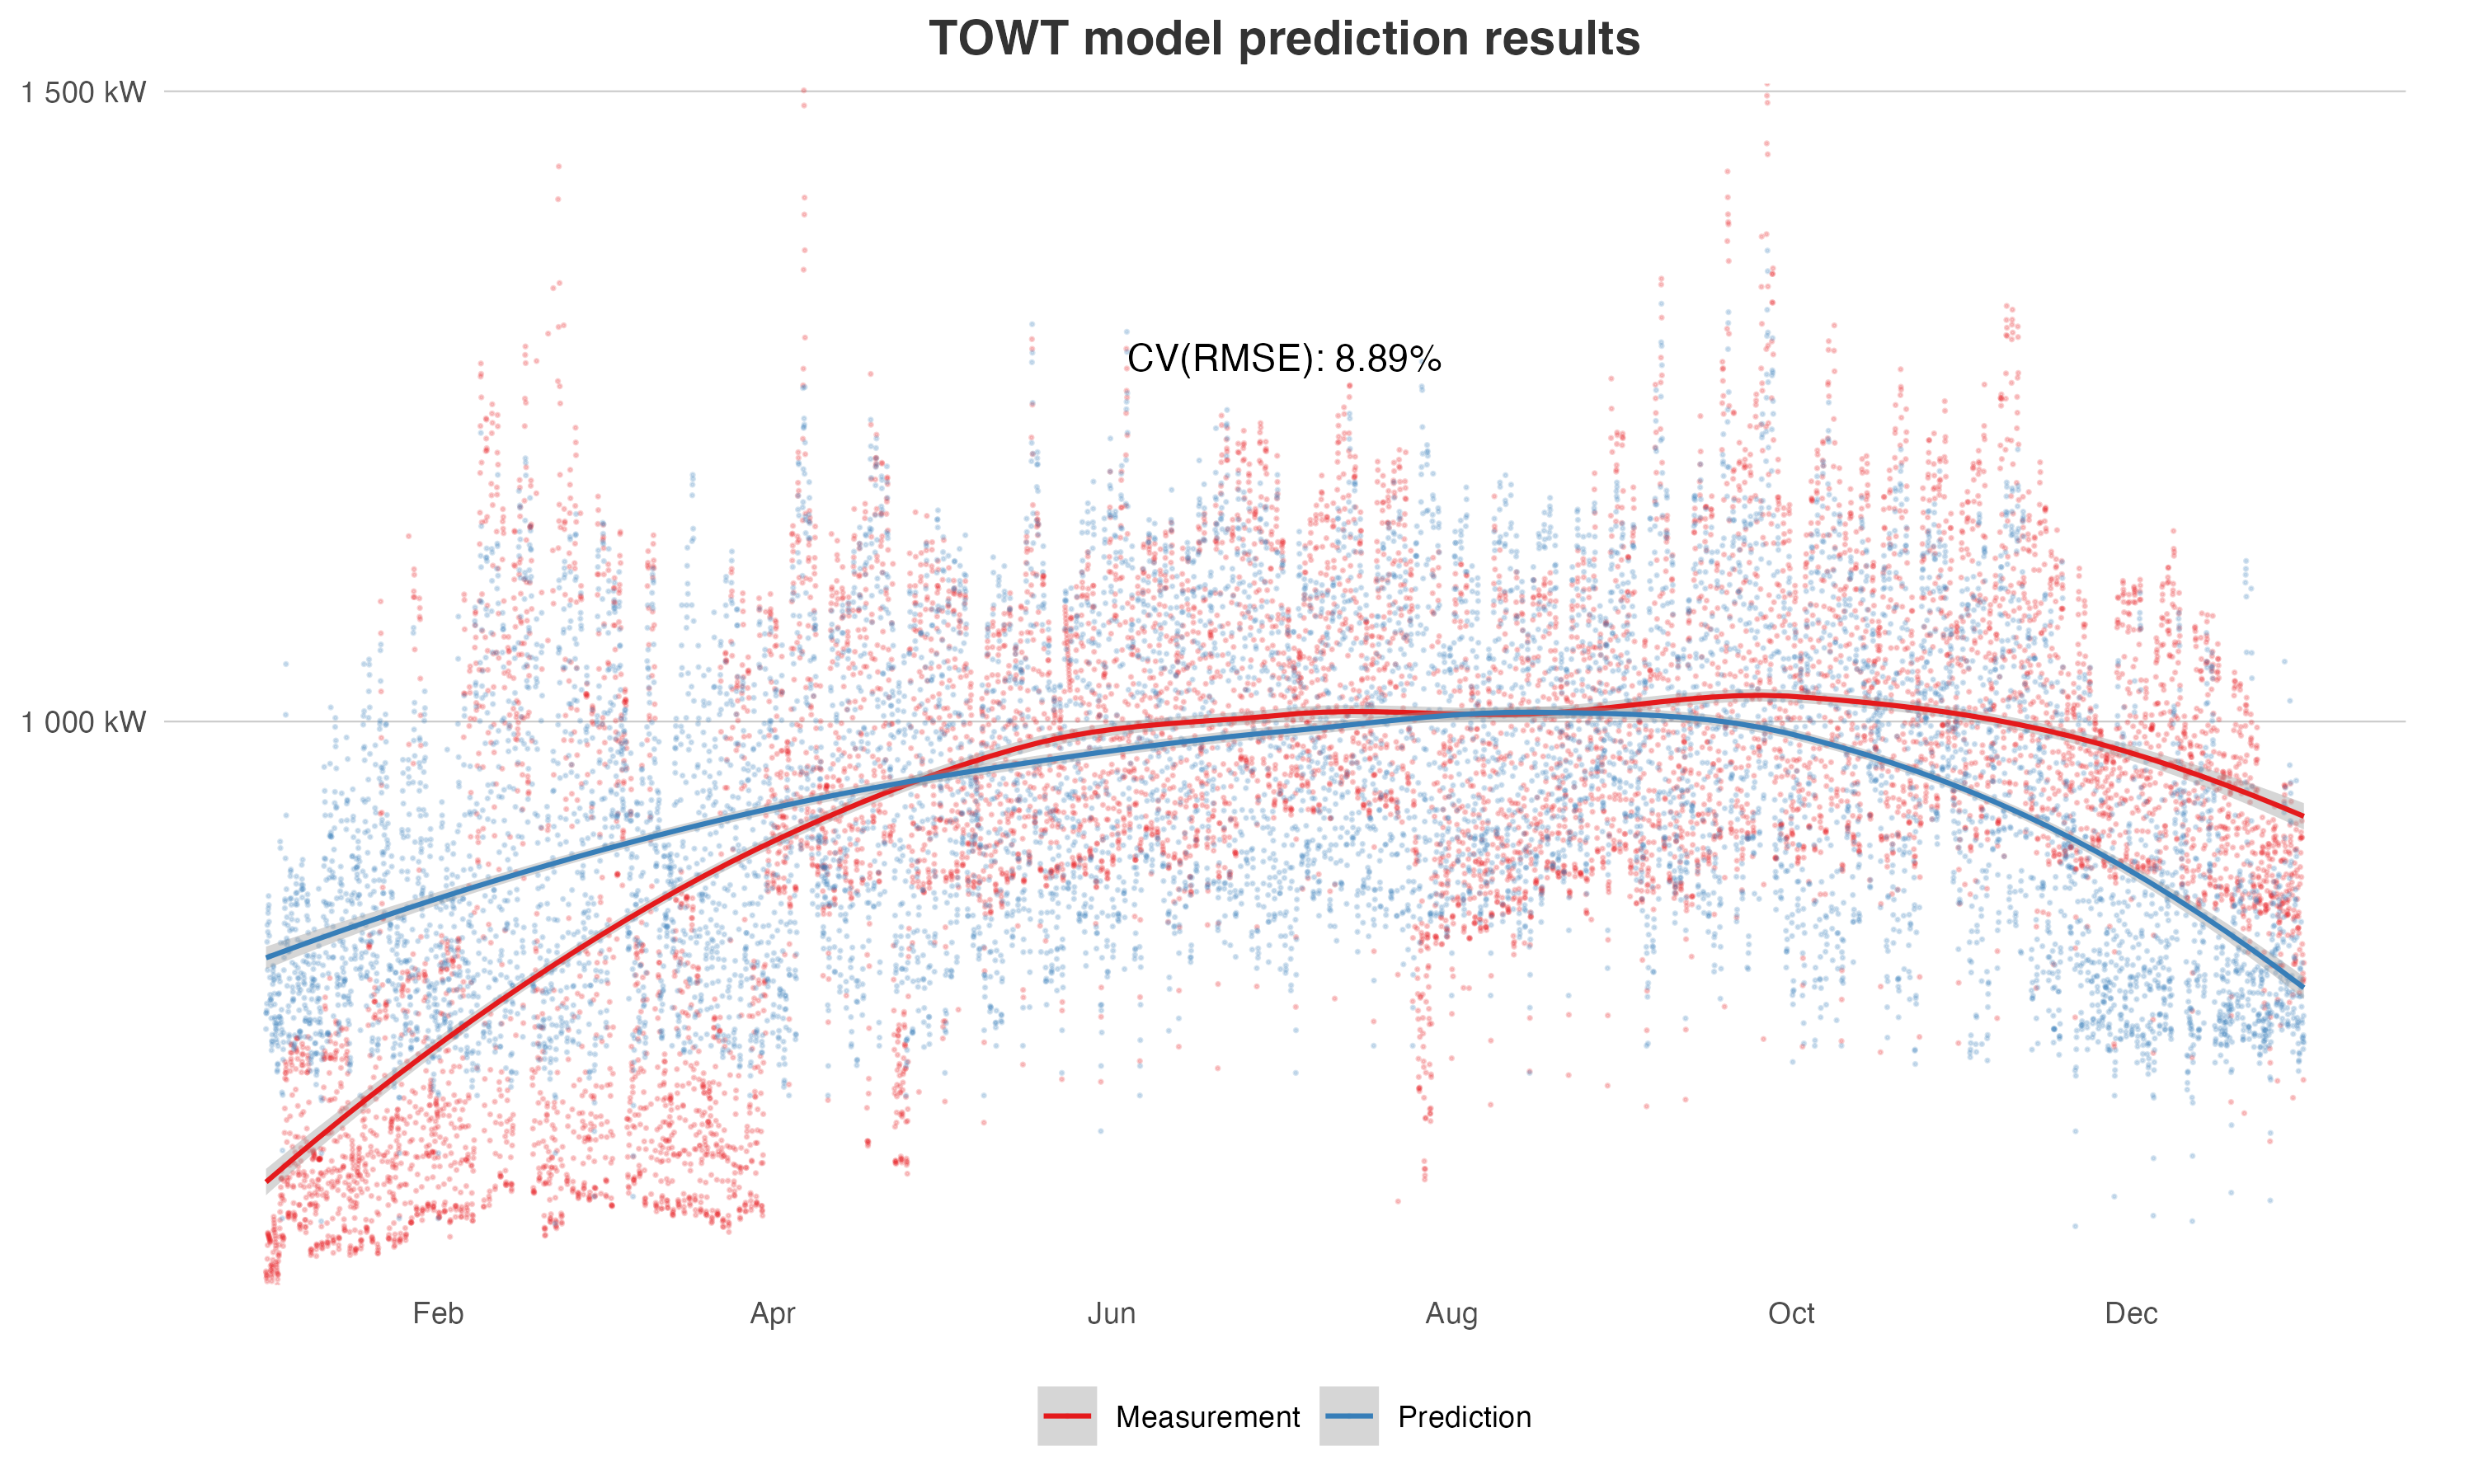 TOWT model prediction results
1 500 kW
CV(RMSE): 8.89%
1 000 kW
Feb Apr Jun Aug Oct Dec
Measurement Prediction